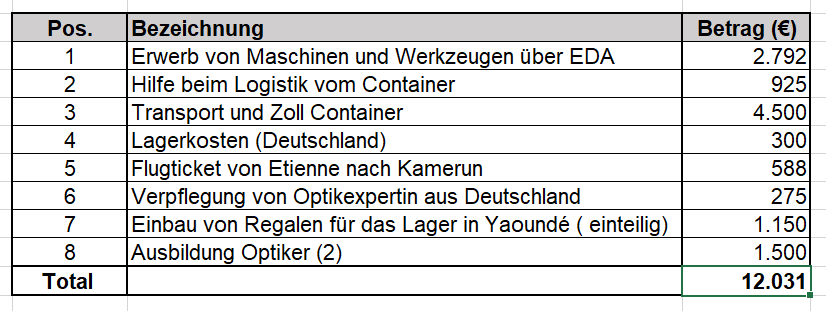 Pos. Bezeichnung Betrag (€)
1 Erwerb von Maschinen und Werkzeugen über EDA 2.792
2 Hilfe beim Logistik vom Container 925
3 Transport und Zoll Container 4.500
4 Lagerkosten (Deutschland) 300
5 Flugticket von Etienne nach Kamerun 588
6 Verpflegung von Optikexpertin aus Deutschland 275
7 Einbau von Regalen für das Lager in Yaoundé ( einteilig) 1.150
8 Ausbildung Optiker (2) 1.500
Total 12.031